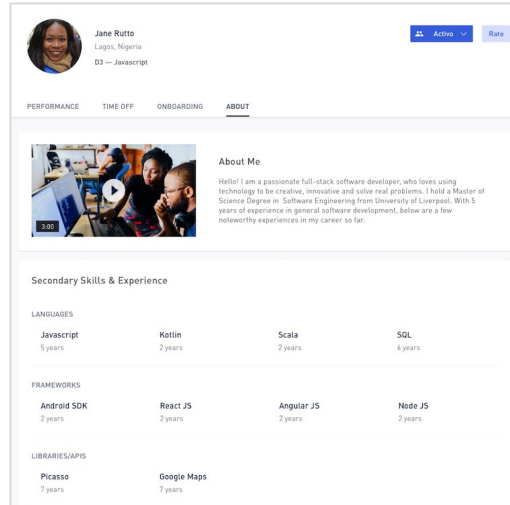 Jane Rutto
Lagos, Nigeria
D3 — Javascript
Activo
Rate
PERFORMANCE TIME OFF ONBOARDING ABOUT
About Me
Hello! I am a passionate full-stack software developer, who loves using
technology to be creative, innovative and solve real problems. I hold a Master of
Science Degree in Software Engineering from University of Liverpool. With 5
years of experience in general software development, below are a few
noteworthy experiences in my career so far.
3:00
Secondary Skills & Experience
LANGUAGES
Javascript Kotlin Scala SQL
5 years 2 years 2 years 6 years
FRAMEWORKS
Android SDK React JS Angular JS Node JS
2 years 2 years 2 years 2 years
LIBRARIES/APIS
Picasso Google Maps
7 years 7 years